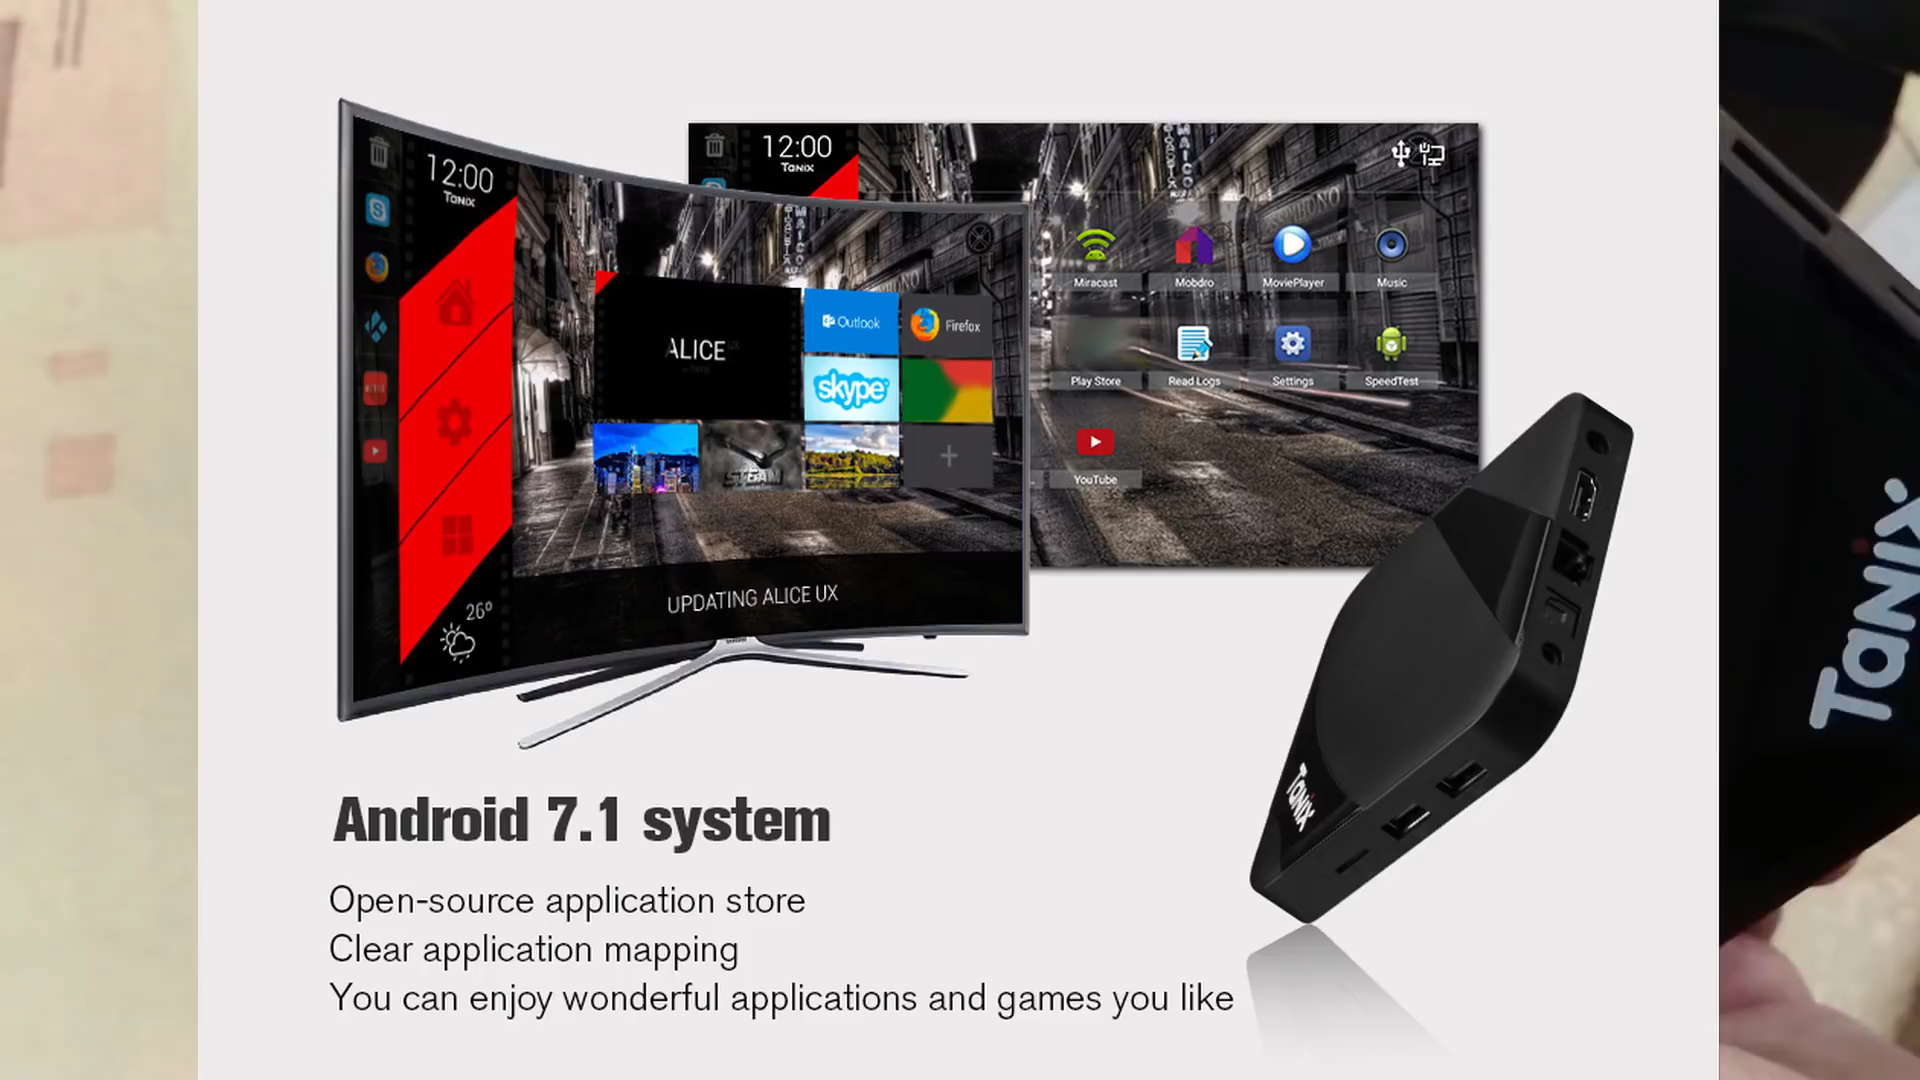 12:00
TANIX
12:00
TANIX
ALICE UX
Outlook
Firefox
skype
STEAM
UPDATING ALICE UX
26°
Miracast
Mobdro
MoviePlayer
Music
Play Store
Read Logs
Settings
SpeedTest
YouTube
TANIX
TANIX
Android 7.1 system
Open-source application store
Clear application mapping
You can enjoy wonderful applications and games you like